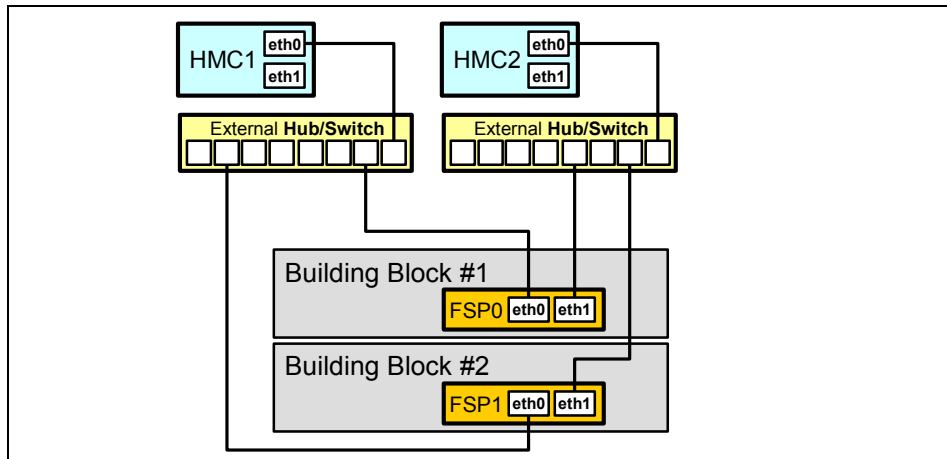 HMC1 eth0
eth1
HMC2 eth0
eth1
External Hub/Switch
External Hub/Switch
Building Block #1
FSP0 eth0 eth1
Building Block #2
FSP1 eth0 eth1